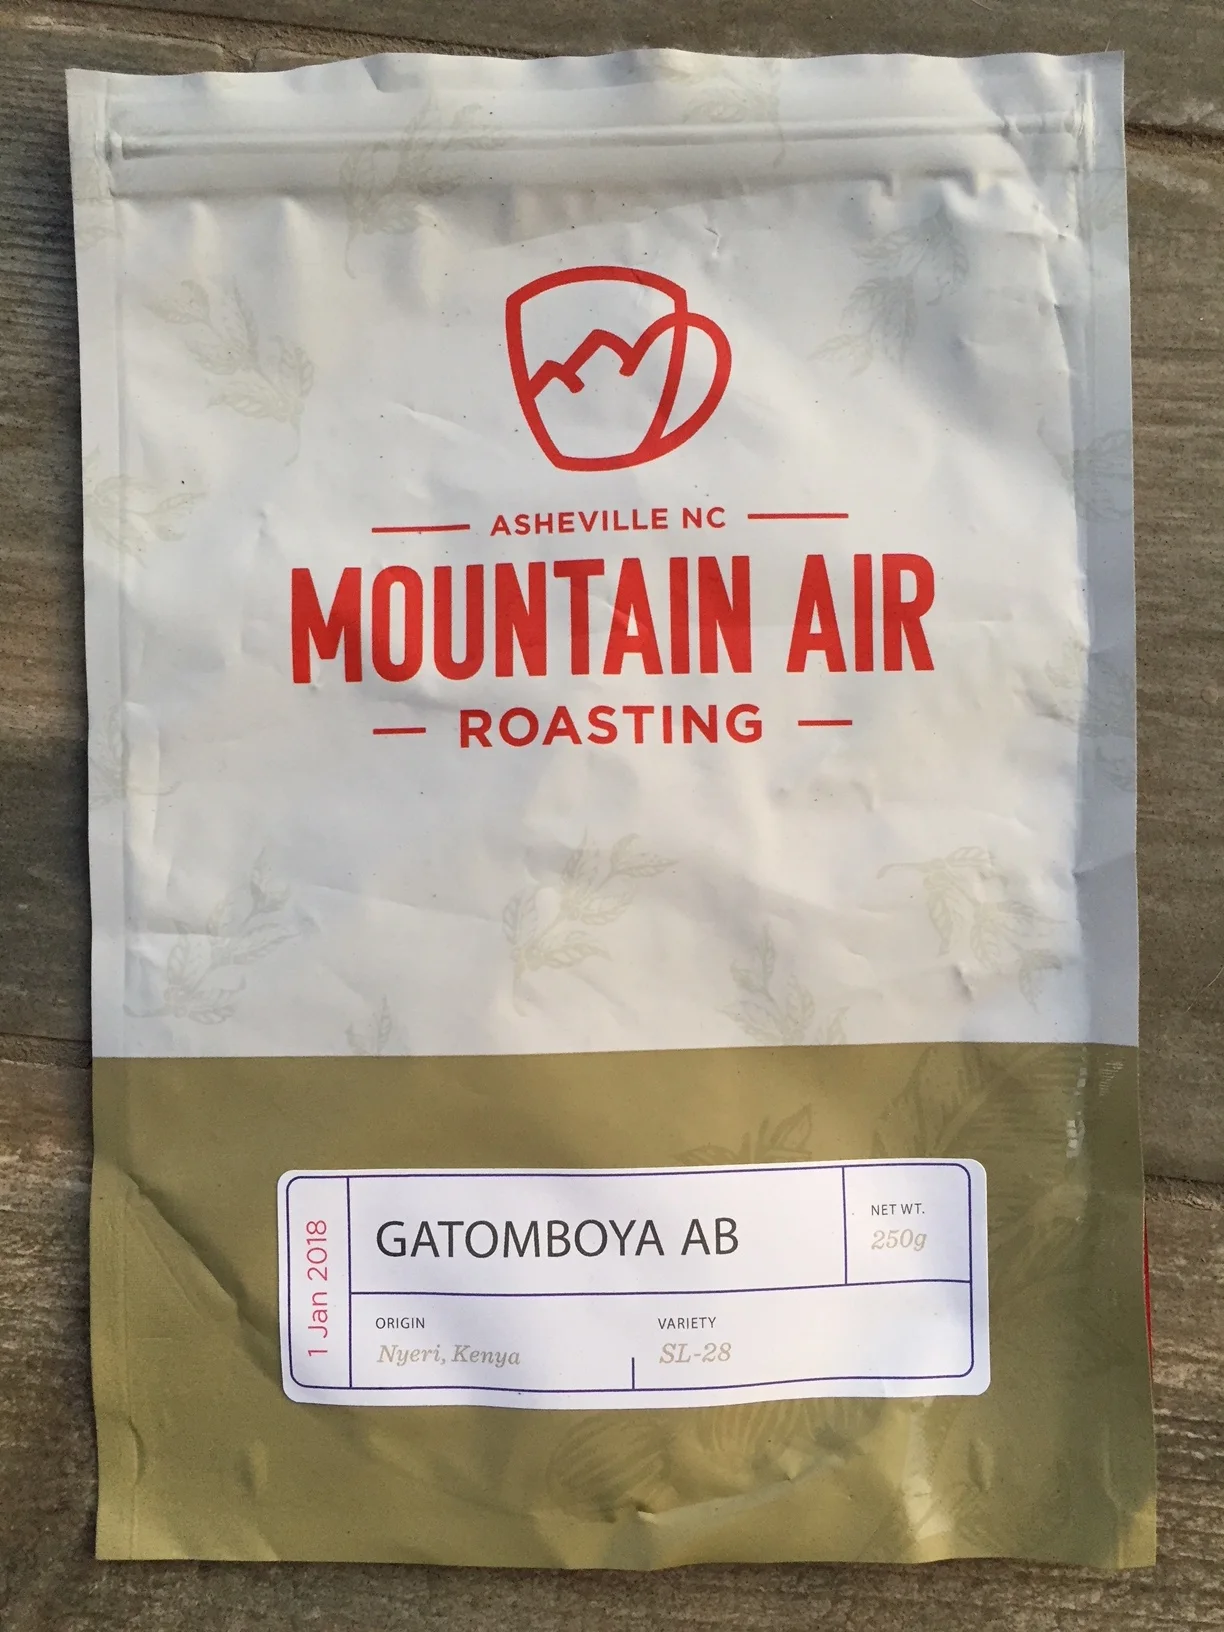 ASHEVILLE NC
MOUNTAIN AIR
ROASTING
1 Jan 2018
GATOMBOYA AB
NET WT.
250g
ORIGIN
Nyeri, Kenya
VARIETY
SL-28